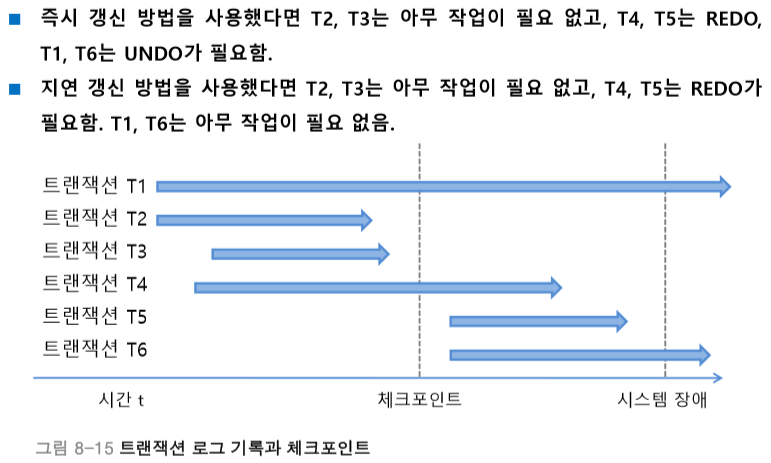 ■ 즉시 갱신 방법을 사용했다면 T2, T3는 아무 작업이 필요 없고, T4, T5는 REDO,
T1, T6는 UNDO가 필요함.
■ 지연 갱신 방법을 사용했다면 T2, T3는 아무 작업이 필요 없고, T4, T5는 REDO가
필요함. T1, T6는 아무 작업이 필요 없음.
트랜잭션 T1
트랜잭션 T2
트랜잭션 T3
트랜잭션 T4
트랜잭션 T5
트랜잭션 T6
시간 t 체크포인트 시스템 장애
그림 8-15 트랜잭션 로그 기록과 체크포인트